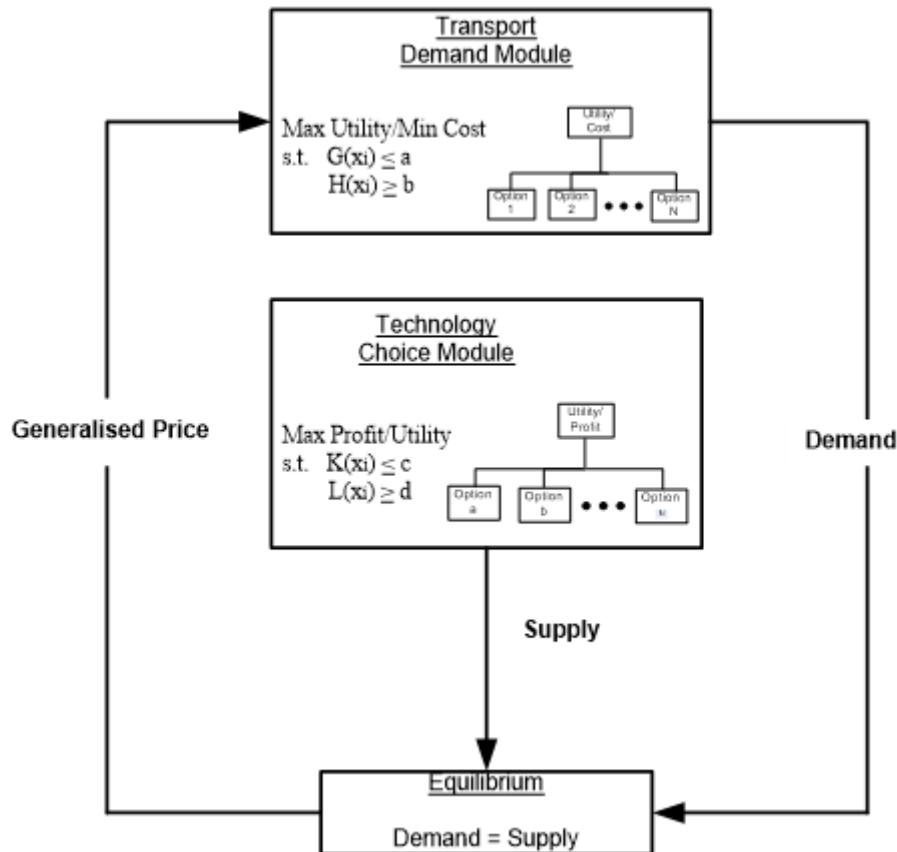 Transport
Demand Module
Max Utility/Min Cost
s.t. G(xi) ≤ a
H(xi) ≥ b
Utility/
Cost
Option
1
Option
2
•••
Option
N
Technology
Choice Module
Max Profit/Utility
s.t. K(xi) ≤ c
L(xi) ≥ d
Utility/
Profit
Option
a
Option
b
•••
Option
Generalised Price
Demand
Supply
Equilibrium
Demand = Supply